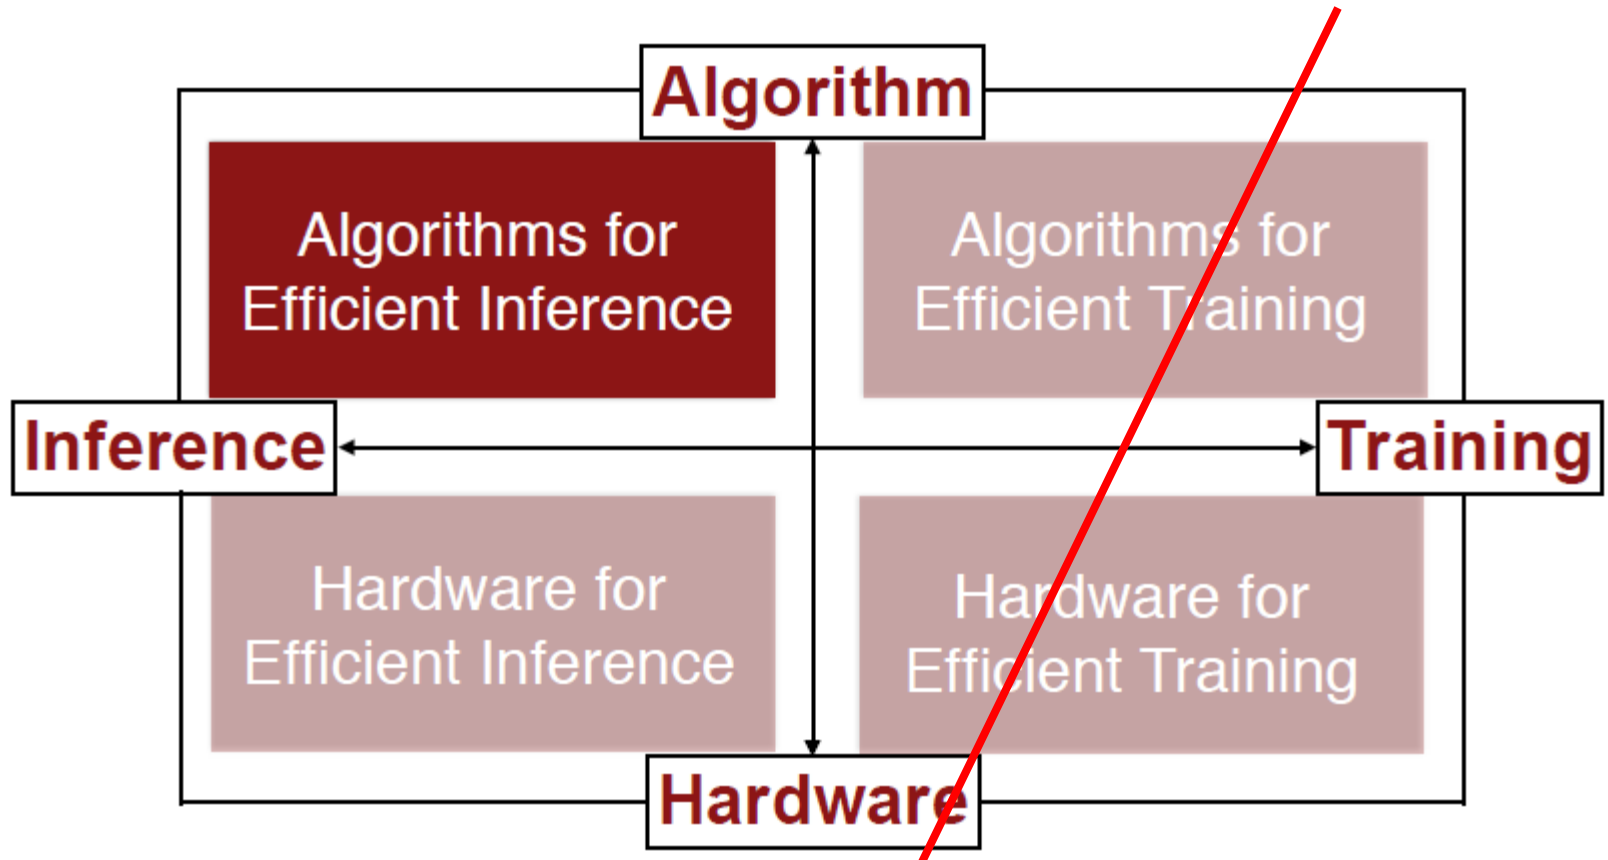 Algorithm
Algorithms for
Efficient Inference
Algorithms for
Efficient Training
Inference
Training
Hardware for
Efficient Inference
Hardware for
Efficient Training
Hardware